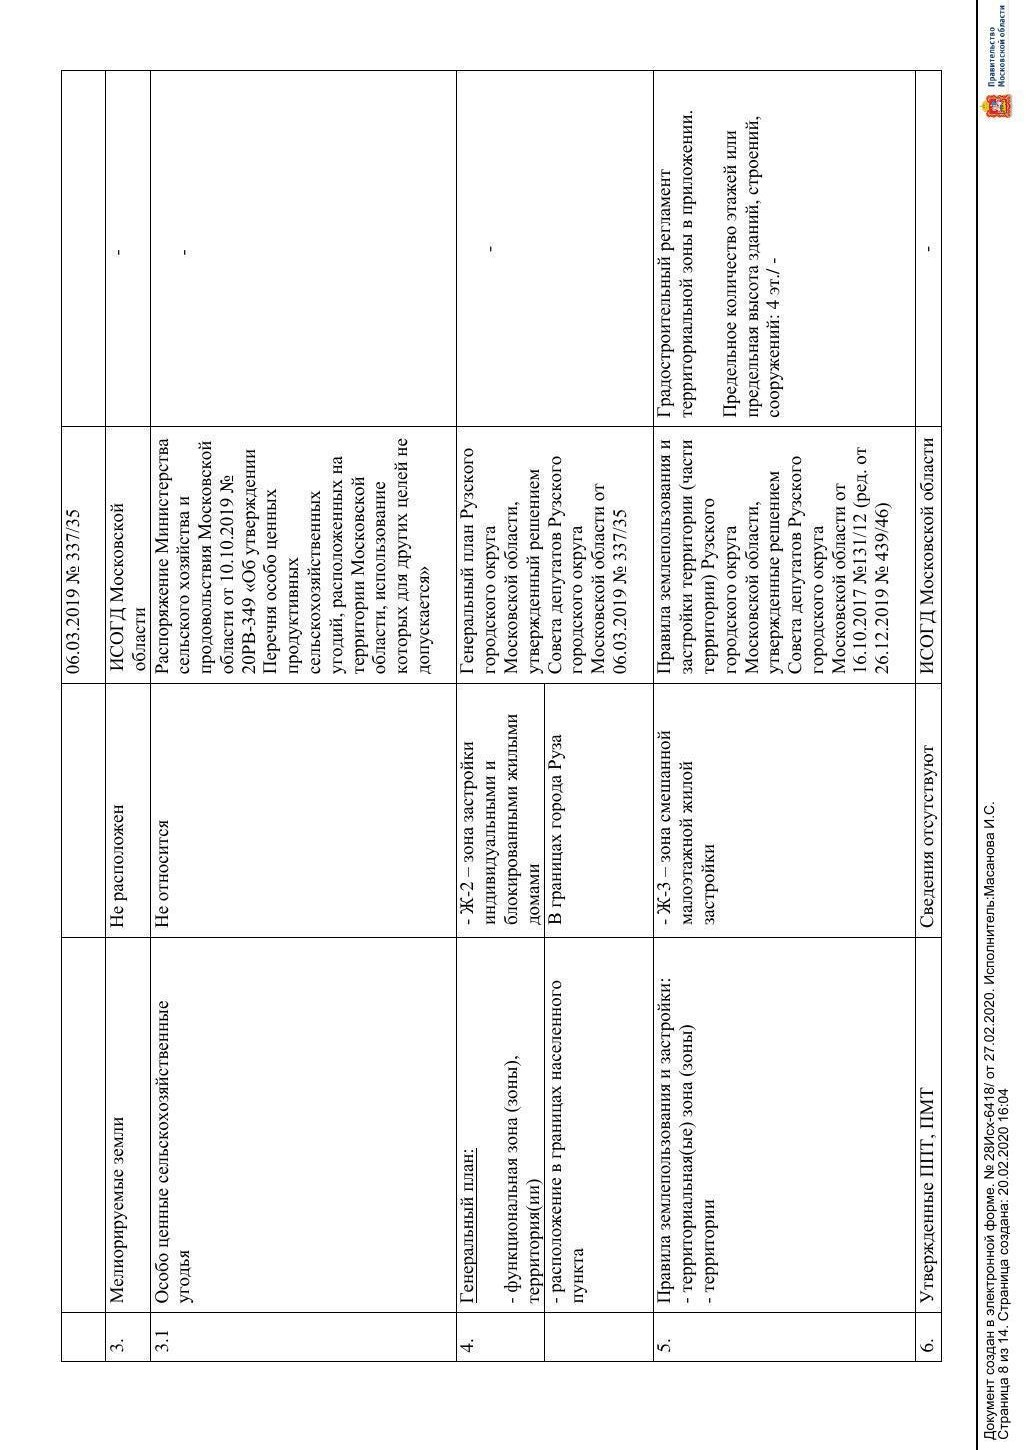 06.03.2019 № 337/35
3.
Мелиорируемые земли
Не расположен
ИСОГД Московской
области
-
3.1
Особо ценные сельскохозяйственные
угодья
Не относится
Распоряжение Министерства
сельского хозяйства и
продовольствия Московской
области от 10.10.2019 №
20РВ-349 «Об утверждении
Перечня особо ценных
продуктивных
сельскохозяйственных
угодий, расположенных на
территории Московской
области, использование
которых для других целей не
допускается»
-
4.
Генеральный план:
- функциональная зона (зоны),
территория(ии)
- Ж-2 – зона застройки
индивидуальными и
блокированными жилыми
домами
Генеральный план Рузского
городского округа
Московской области,
утвержденный решением
Совета депутатов Рузского
городского округа
Московской области от
06.03.2019 № 337/35
-
- расположение в границах населенного
пункта
В границах города Руза
5.
Правила землепользования и застройки:
- территориальная(ые) зона (зоны)
- территории
- Ж-3 – зона смешанной
малоэтажной жилой
застройки
Правила землепользования и
застройки территории (части
территории) Рузского
городского округа
Московской области,
утвержденные решением
Совета депутатов Рузского
городского округа
Московской области от
16.10.2017 №131/12 (ред. от
26.12.2019 № 439/46)
Градостроительный регламент
территориальной зоны в приложении.
Предельное количество этажей или
предельная высота зданий, строений,
сооружений: 4 эт./ -
6.
Утвержденные ППТ, ПМТ
Сведения отсутствуют
ИСОГД Московской области
-
Документ создан в электронной форме. № 28Исх-6418/ от 27.02.2020. Исполнитель:Масанова И.С.
Страница 8 из 14. Страница создана: 20.02.2020 16:04
Правительство
Московской области